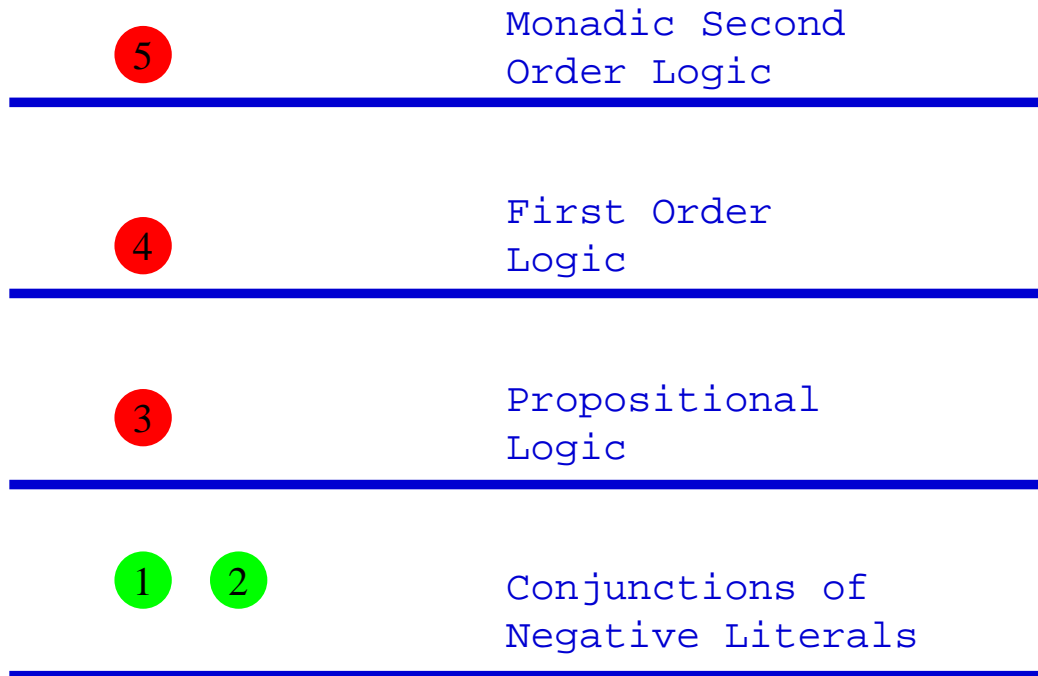 5 Monadic Second
Order Logic
4 First Order
Logic
3 Propositional
Logic
1 2 Conjunctions of
Negative Literals